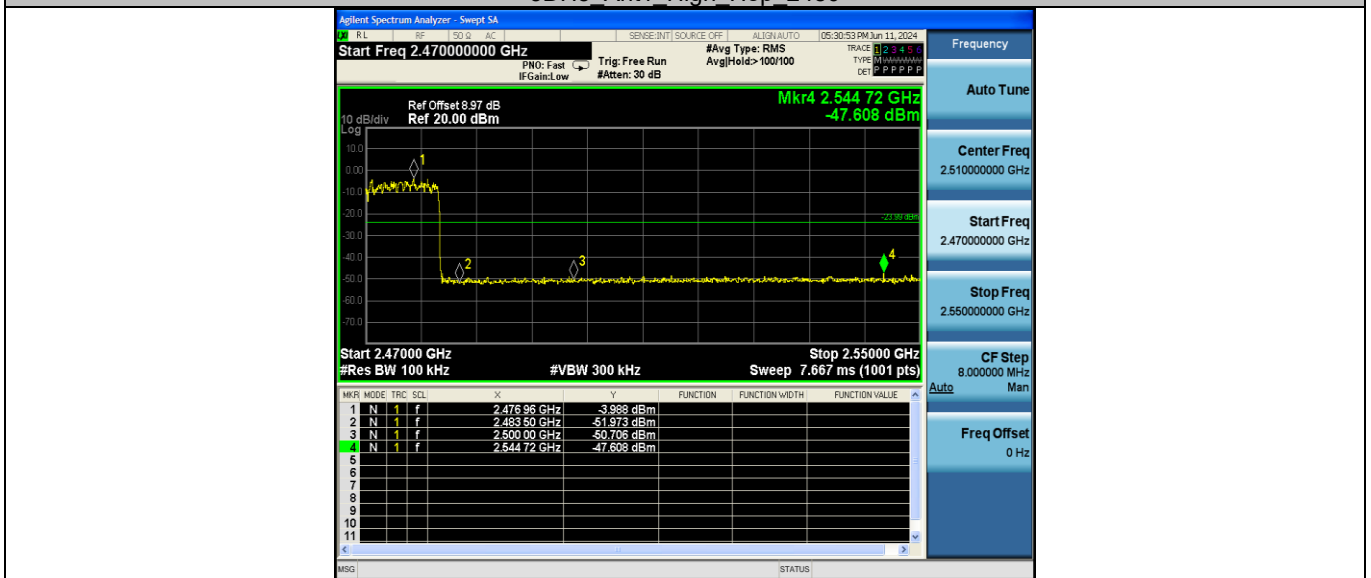 Agilent Spectrum Analyzer - Swept SA
RL RF 50 Ω AC SENSE:INT SOURCE OFF ALIGN AUTO 05:30:53 PM Jun 11, 2024
Start Freq 2.470000000 GHz
PNO: Fast
IFGain:Low
Trig: Free Run
#Atten: 30 dB
#Avg Type: RMS
Avg|Hold:>100/100
TRACE 1 2 3 4 5 6
TYPE M
DET P P P P P P
Ref Offset 8.97 dB
10 dB/div Ref 20.00 dBm
Log
Mkr4 2.544 72 GHz
-47.608 dBm
10.0
0.00
-10.0
-20.0
-30.0
-40.0
-50.0
-60.0
-70.0
1
2
3
4
-23.99 dBm
Start 2.47000 GHz Stop 2.55000 GHz
#Res BW 100 kHz #VBW 300 kHz Sweep 7.667 ms (1001 pts)
MKR MODE TRC SCL X Y FUNCTION FUNCTION WIDTH FUNCTION VALUE
1 N 1 f 2.476 96 GHz -3.988 dBm
2 N 1 f 2.483 50 GHz -51.973 dBm
3 N 1 f 2.500 00 GHz -50.706 dBm
4 N 1 f 2.544 72 GHz -47.608 dBm
5
6
7
8
9
10
11
MSG STATUS
Frequency
Auto Tune
Center Freq
2.510000000 GHz
Start Freq
2.470000000 GHz
Stop Freq
2.550000000 GHz
CF Step
8.000000 MHz
Auto Man
Freq Offset
0 Hz